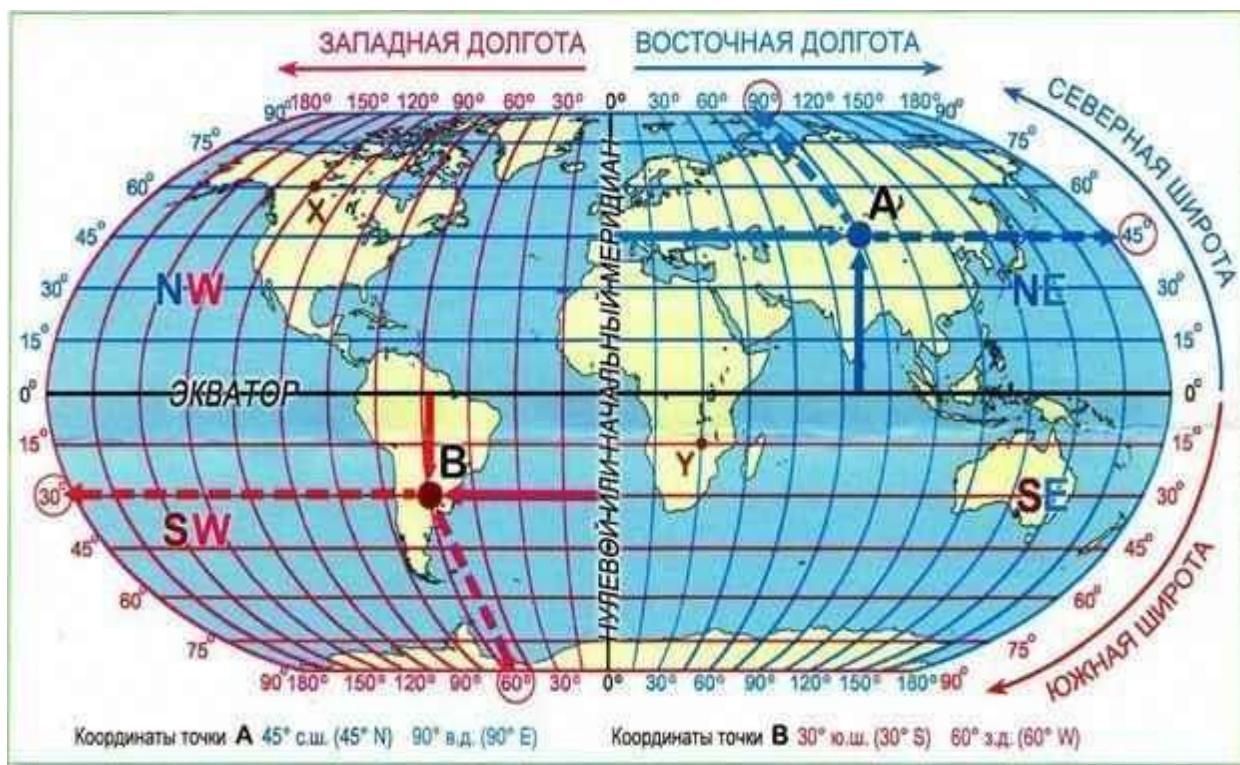 ЗАПАДНАЯ ДОЛГОТА ВОСТОЧНАЯ ДОЛГОТА
90° 180° 150° 120° 90° 60° 30° 0° 30° 60° 90° 150° 180° 90°
СЕВЕРНАЯ ШИРОТА
75° 75°
60° 60°
X A
45° 45°
NW NE
30° 30°
15° 15°
ЭКВАТОР
0° 0°
НУЛЕВОЙ ИЛИ НАЧАЛЬНЫЙ МЕРИДИАН
15° 15°
B Y
30° 30°
SW SE
45° 45°
60° 60°
75° 75°
ЮЖНАЯ ШИРОТА
90° 180° 150° 120° 90° 60° 30° 0° 30° 60° 90° 120° 150° 180° 90°
Координаты точки A 45° с.ш. (45° N) 90° в.д. (90° E) Координаты точки B 30° ю.ш. (30° S) 60° з.д. (60° W)